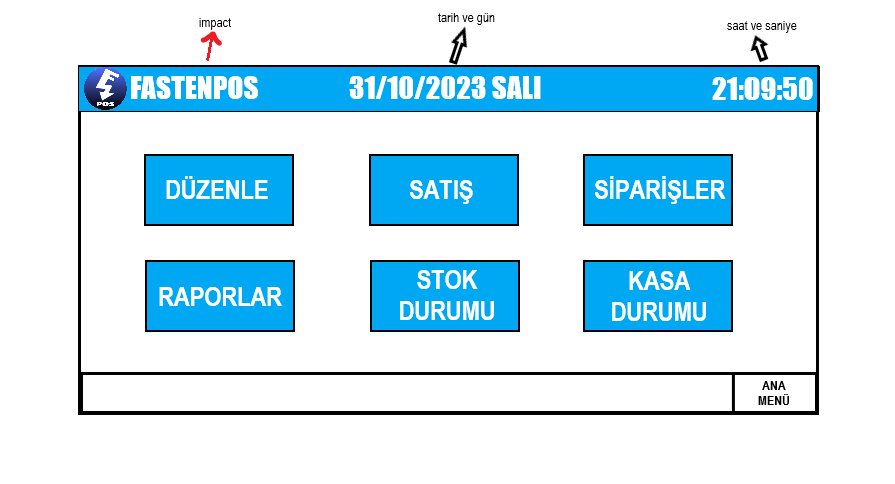 impact
tarih ve gün
saat ve saniye
POS
FASTENPOS
31/10/2023 SALI
21:09:50
DÜZENLE
SATIŞ
SİPARİŞLER
RAPORLAR
STOK
DURUMU
KASA
DURUMU
ANA
MENÜ